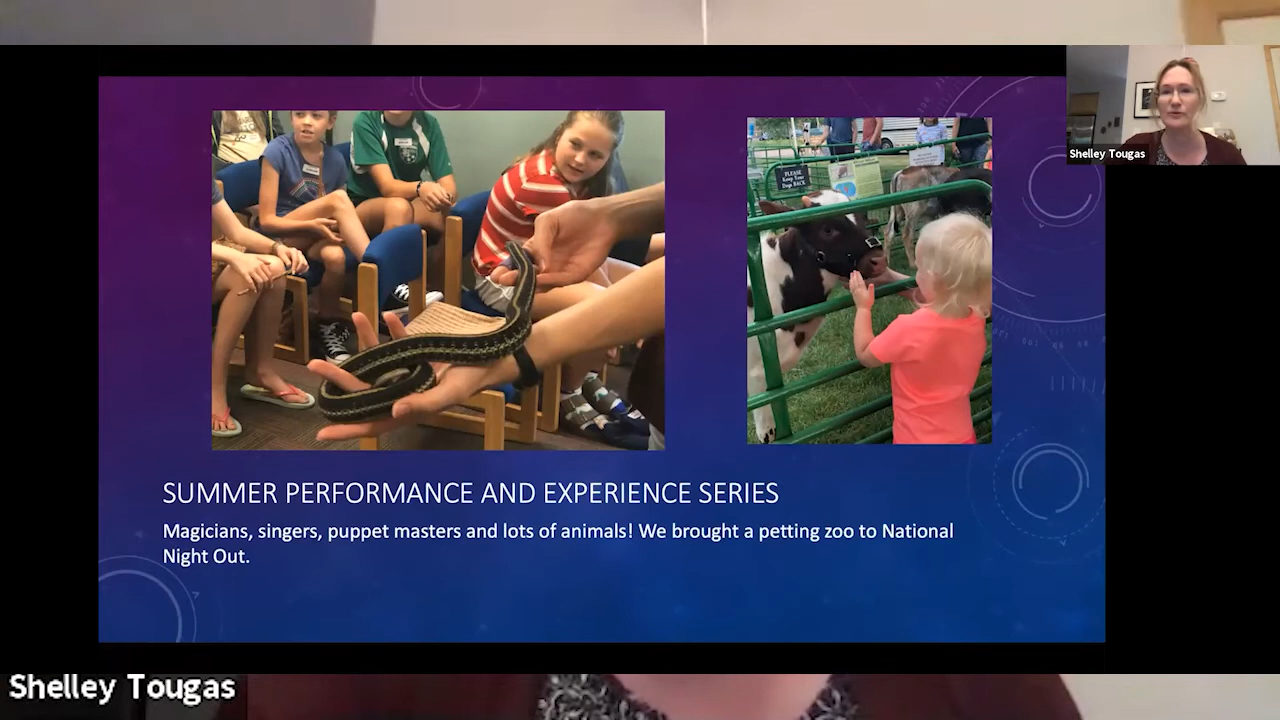 Shelley Tougas
PLEASE
Keep Your
Dogs BACK
SUMMER PERFORMANCE AND EXPERIENCE SERIES
Magicians, singers, puppet masters and lots of animals! We brought a petting zoo to National
Night Out.
Shelley Tougas